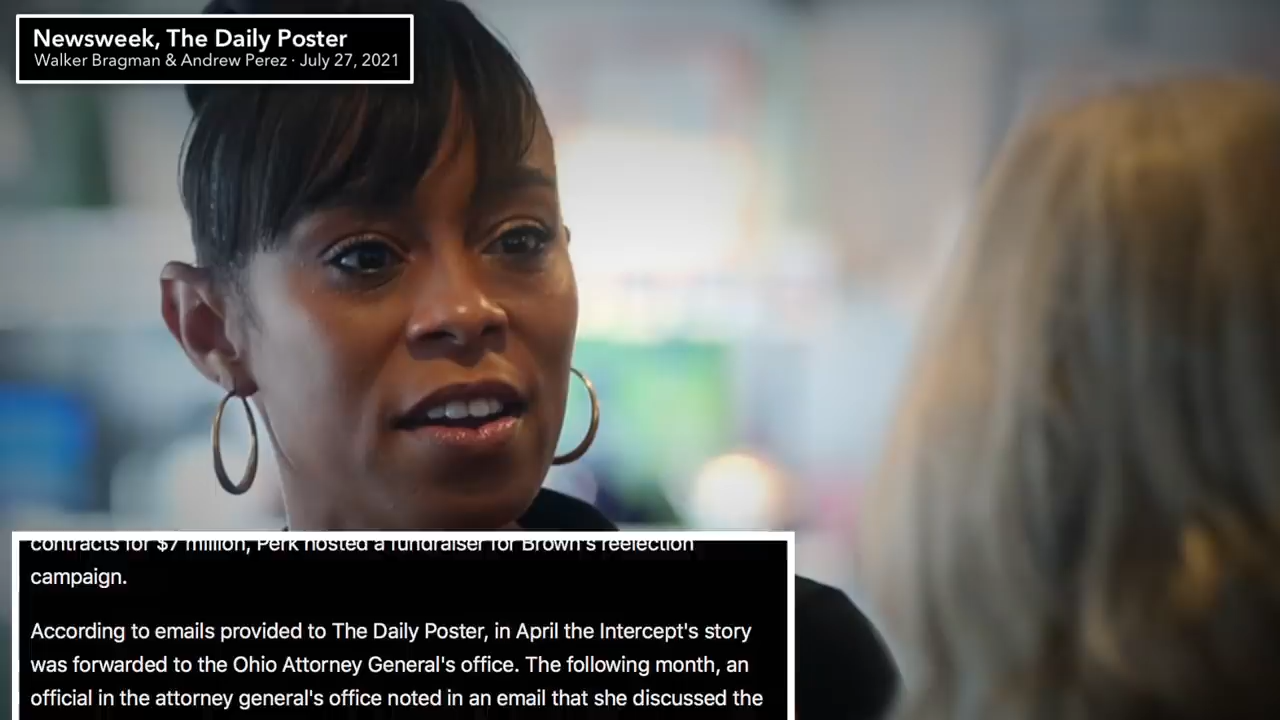 Newsweek, The Daily Poster
Walker Bragman & Andrew Perez · July 27, 2021
contracts for $7 million, Perk hosted a fundraiser for Brown's reelection
campaign.
According to emails provided to The Daily Poster, in April the Intercept's story
was forwarded to the Ohio Attorney General's office. The following month, an
official in the attorney general's office noted in an email that she discussed the